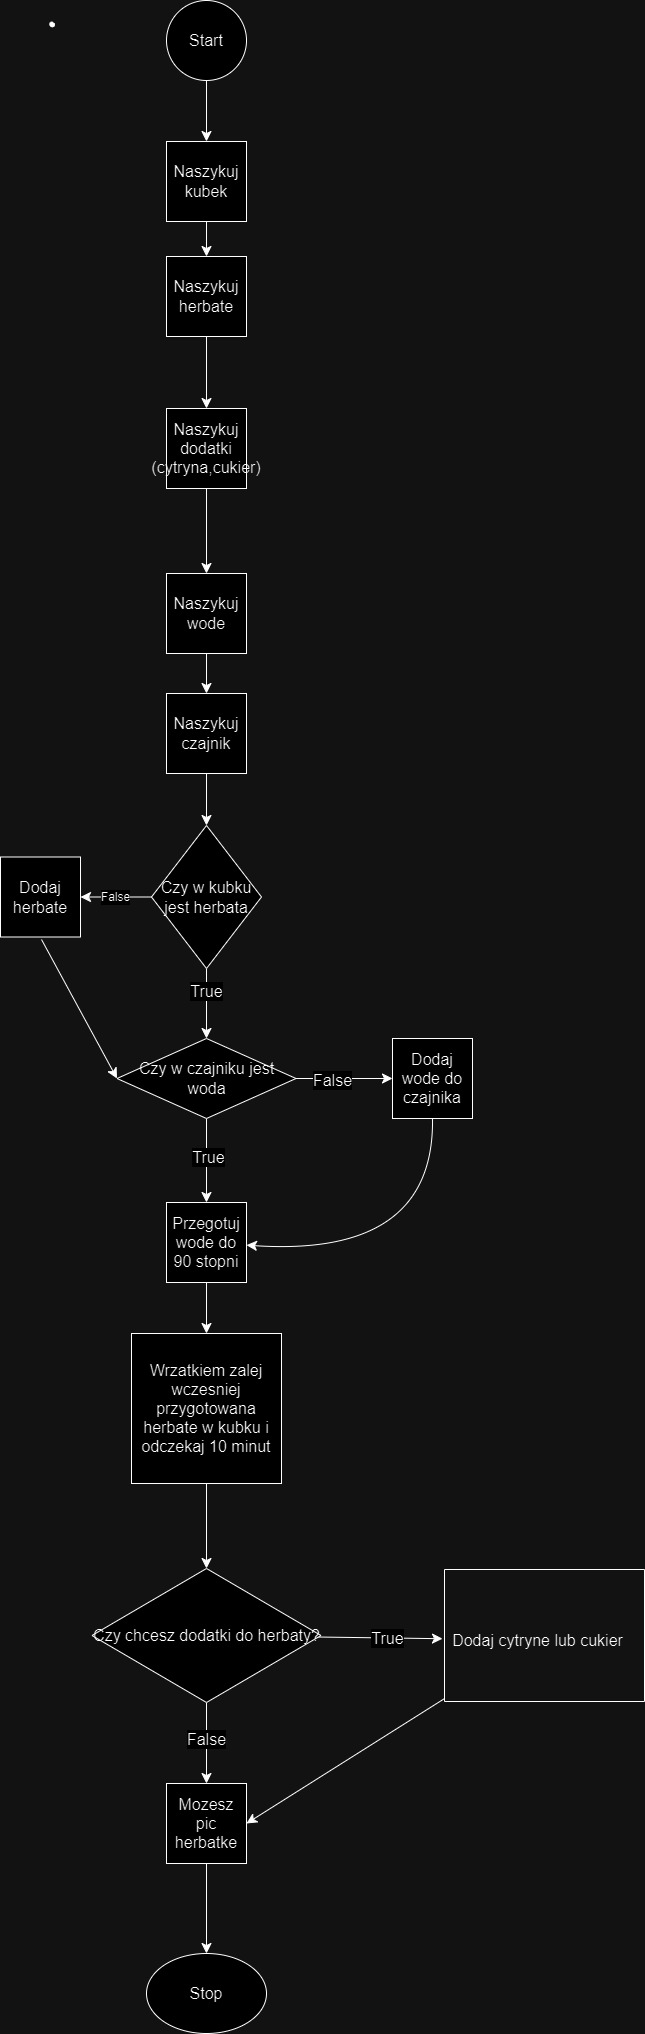 Start
Naszykuj
kubek
Naszykuj
herbate
Naszykuj
dodatki
(cytryna,cukier)
Naszykuj
wode
Naszykuj
czajnik
Czy w kubku
jest herbata
False
Dodaj
herbate
True
Czy w czajniku jest
woda
False
Dodaj
wode do
czajnika
True
Przegotuj
wode do
90 stopni
Wrzatkiem zalej
wczesniej
przygotowana
herbate w kubku i
odczekaj 10 minut
Czy chcesz dodatki do herbaty?
True
Dodaj cytryne lub cukier
False
Mozesz
pic
herbatke
Stop